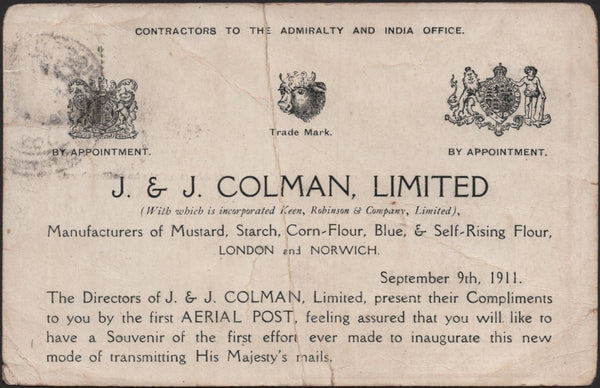 CONTRACTORS TO THE ADMIRALTY AND INDIA OFFICE.
BY APPOINTMENT.
Trade Mark.
BY APPOINTMENT.
J. & J. COLMAN, LIMITED
(With which is incorporated Keen, Robinson & Company, Limited),
Manufacturers of Mustard, Starch, Corn-Flour, Blue, & Self-Rising Flour,
LONDON and NORWICH.
September 9th, 1911.
The Directors of J. & J. COLMAN, Limited, present their Compliments
to you by the first AERIAL POST, feeling assured that you will like to
have a Souvenir of the first effort ever made to inaugurate this new
mode of transmitting His Majesty's mails.